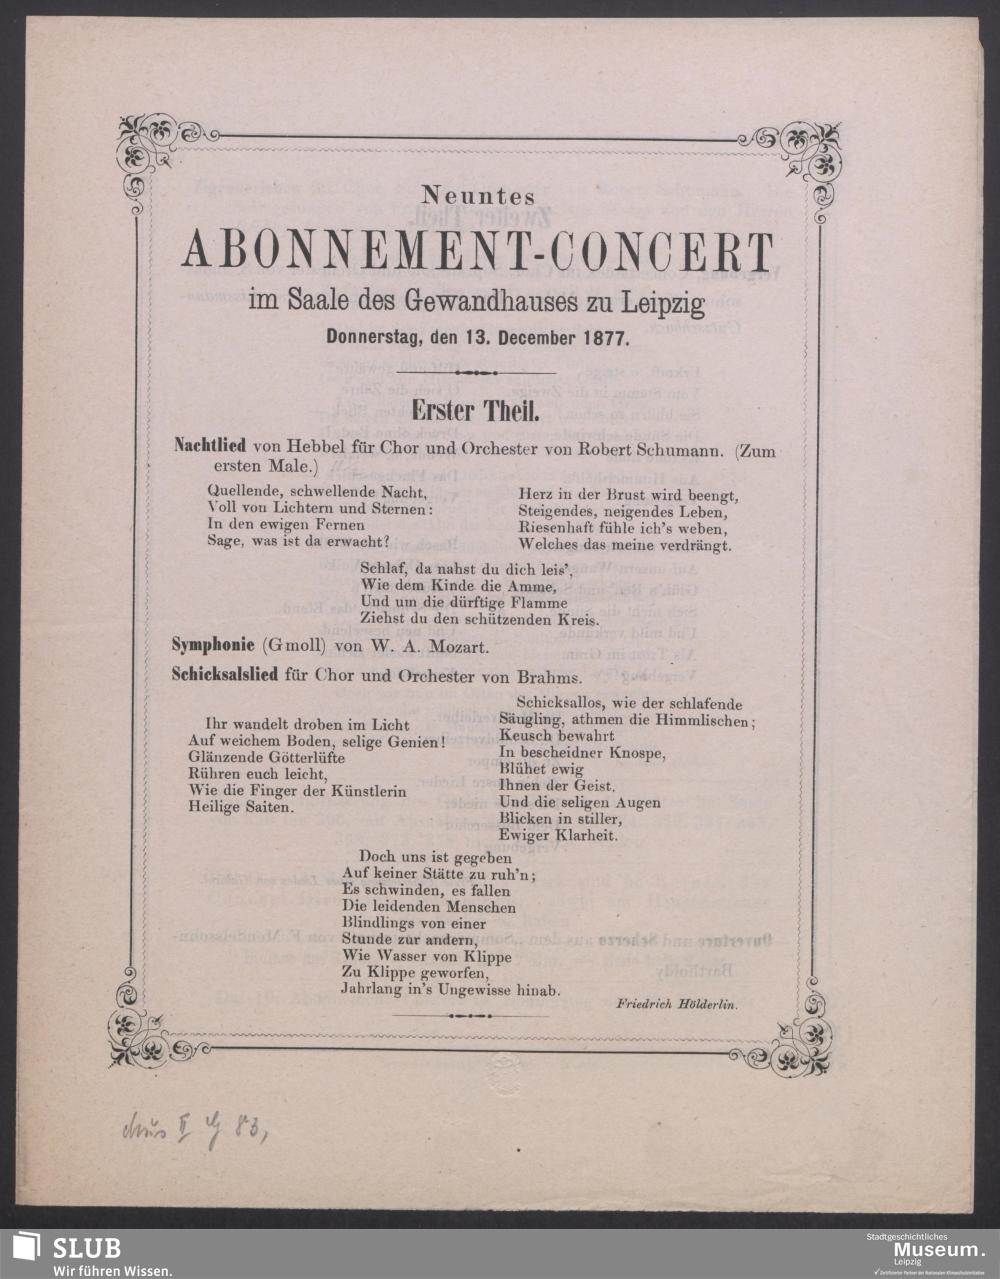 Neuntes
ABONNEMENT-CONCERT
im Saale des Gewandhauses zu Leipzig
Donnerstag, den 13. December 1877.
Erster Theil.
Nachtlied von Hebbel für Chor und Orchester von Robert Schumann. (Zum
ersten Male.)
Quellende, schwellende Nacht,
Voll von Lichtern und Sternen:
In den ewigen Fernen
Sage, was ist da erwacht?
Herz in der Brust wird beengt,
Steigendes, neigendes Leben,
Riesenhaft fühle ich's weben,
Welches das meine verdrängt.
Schlaf, da nahst du dich leis',
Wie dem Kinde die Amme,
Und um die dürftige Flamme
Ziehst du den schützenden Kreis.
Symphonie (Gmoll) von W. A. Mozart.
Schicksalslied für Chor und Orchester von Brahms.
Ihr wandelt droben im Licht
Auf weichem Boden, selige Genien!
Glänzende Götterlüfte
Rühren euch leicht,
Wie die Finger der Künstlerin
Heilige Saiten.
Schicksallos, wie der schlafende
Säugling, athmen die Himmlischen;
Keusch bewahrt
In bescheidner Knospe,
Blühet ewig
Ihnen der Geist,
Und die seligen Augen
Blicken in stiller,
Ewiger Klarheit.
Doch uns ist gegeben
Auf keiner Stätte zu ruh'n;
Es schwinden, es fallen
Die leidenden Menschen
Blindlings von einer
Stunde zur andern,
Wie Wasser von Klippe
Zu Klippe geworfen,
Jahrlang in's Ungewisse hinab.
Friedrich Hölderlin.
II 83,
SLUB
Wir führen Wissen.
Stadtgeschichtliches
Museum.
Leipzig
Zertifizierter Partner der Nationalen Klimaschutzinitiative